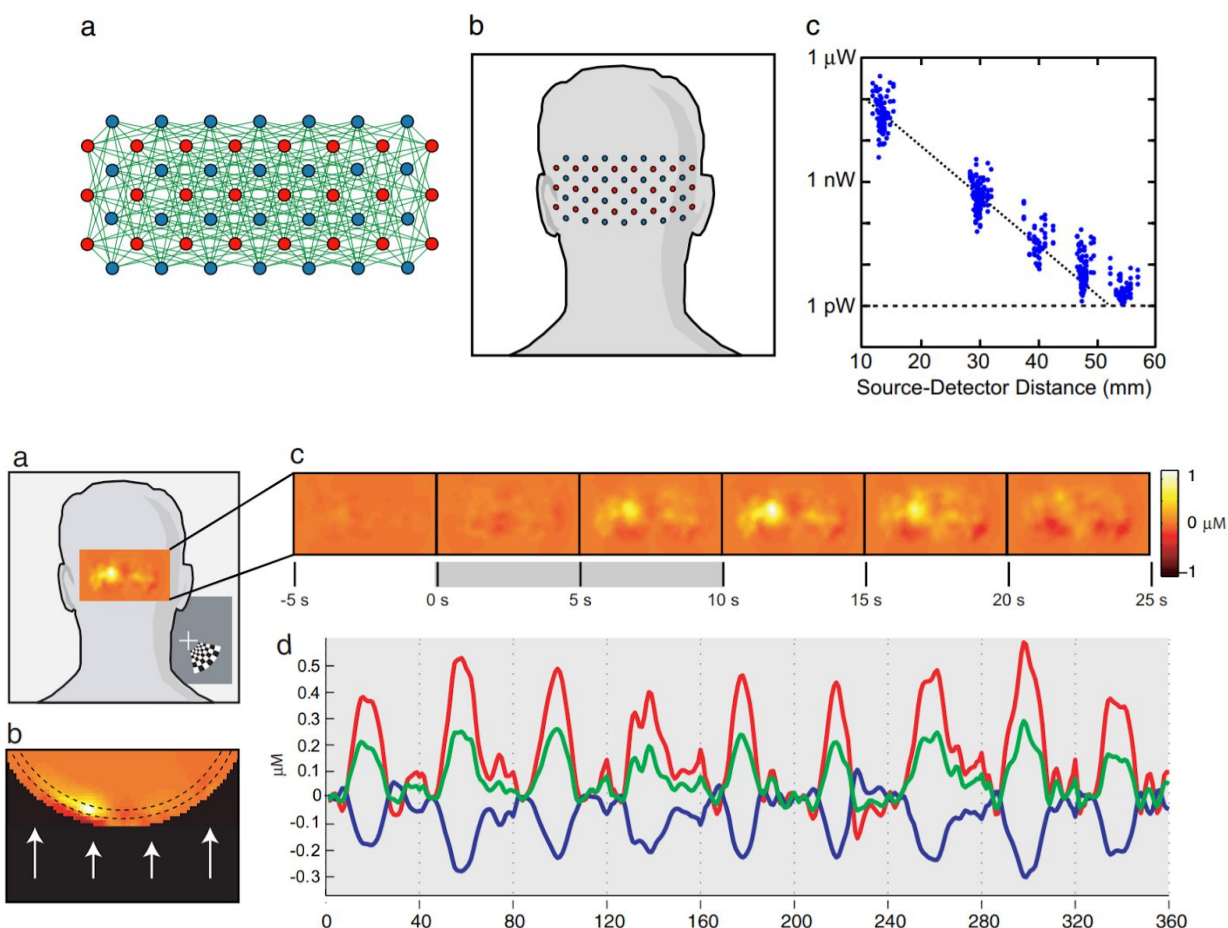 a
b
c
1 μW
1 nW
1 pW
10 20 30 40 50 60
Source-Detector Distance (mm)
a
c
1
0 μM
-1
-5 s 0 s 5 s 10 s 15 s 20 s 25 s
b
d
μM
0.5
0.4
0.3
0.2
0.1
0
-0.1
-0.2
-0.3
0 40 80 120 160 200 240 280 320 360